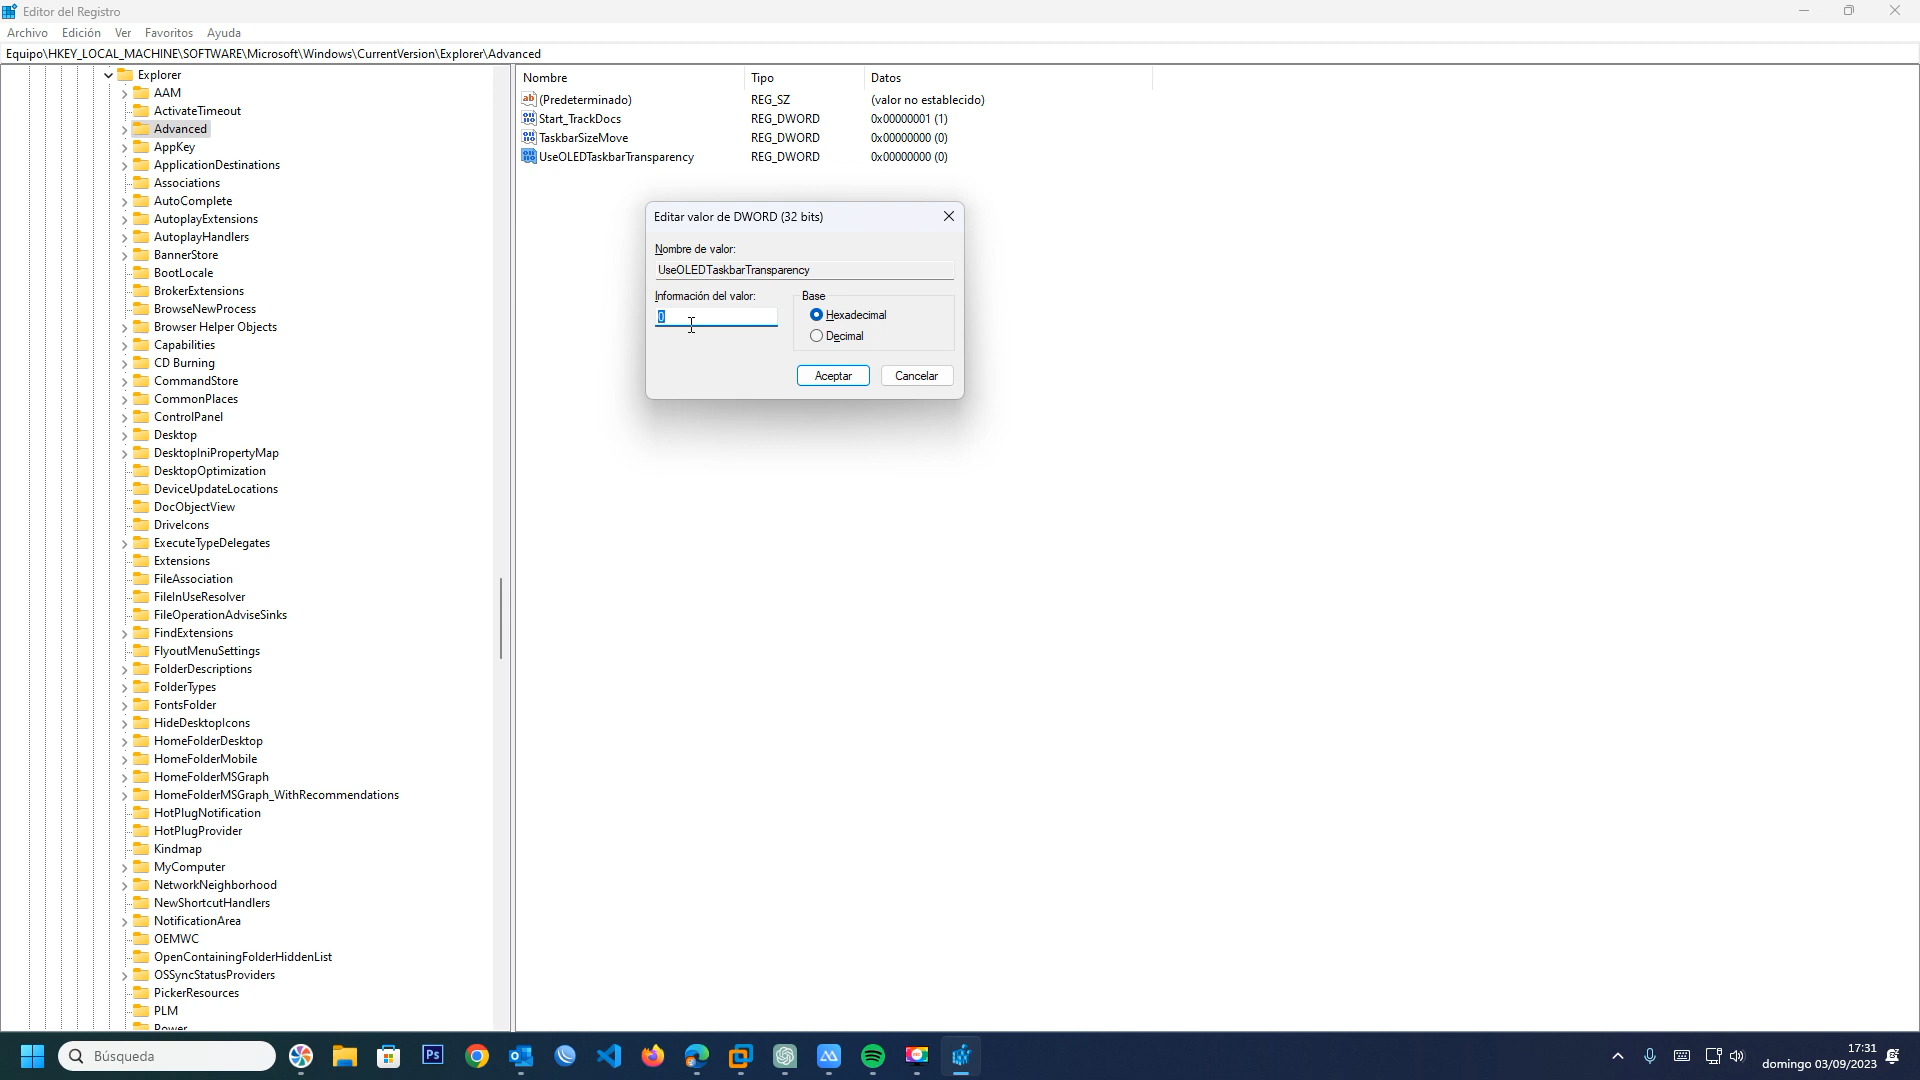 Editor del Registro
Archivo Edición Ver Favoritos Ayuda
Equipo\HKEY_LOCAL_MACHINE\SOFTWARE\Microsoft\Windows\CurrentVersion\Explorer\Advanced
Explorer
AAM
ActivateTimeout
Advanced
AppKey
ApplicationDestinations
Associations
AutoComplete
AutoplayExtensions
AutoplayHandlers
BannerStore
BootLocale
BrokerExtensions
BrowseNewProcess
Browser Helper Objects
Capabilities
CD Burning
CommandStore
CommonPlaces
ControlPanel
Desktop
DesktopIniPropertyMap
DesktopOptimization
DeviceUpdateLocations
DocObjectView
DriveIcons
ExecuteTypeDelegates
Extensions
FileAssociation
FileInUseResolver
FileOperationAdviseSinks
FindExtensions
FlyoutMenuSettings
FolderDescriptions
FolderTypes
FontsFolder
HideDesktopIcons
HomeFolderDesktop
HomeFolderMobile
HomeFolderMSGraph
HomeFolderMSGraph_WithRecommendations
HotPlugNotification
HotPlugProvider
Kindmap
MyComputer
NetworkNeighborhood
NewShortcutHandlers
NotificationArea
OEMWC
OpenContainingFolderHiddenList
OSSyncStatusProviders
PickerResources
PLM
Power
Nombre Tipo Datos
(Predeterminado) REG_SZ (valor no establecido)
Start_TrackDocs REG_DWORD 0x00000001 (1)
TaskbarSizeMove REG_DWORD 0x00000000 (0)
UseOLEDTaskbarTransparency REG_DWORD 0x00000000 (0)
Editar valor de DWORD (32 bits)
Nombre de valor:
UseOLEDTaskbarTransparency
Información del valor:
0
Base
Hexadecimal
Decimal
Aceptar Cancelar
Búsqueda
Ps
17:31
domingo 03/09/2023